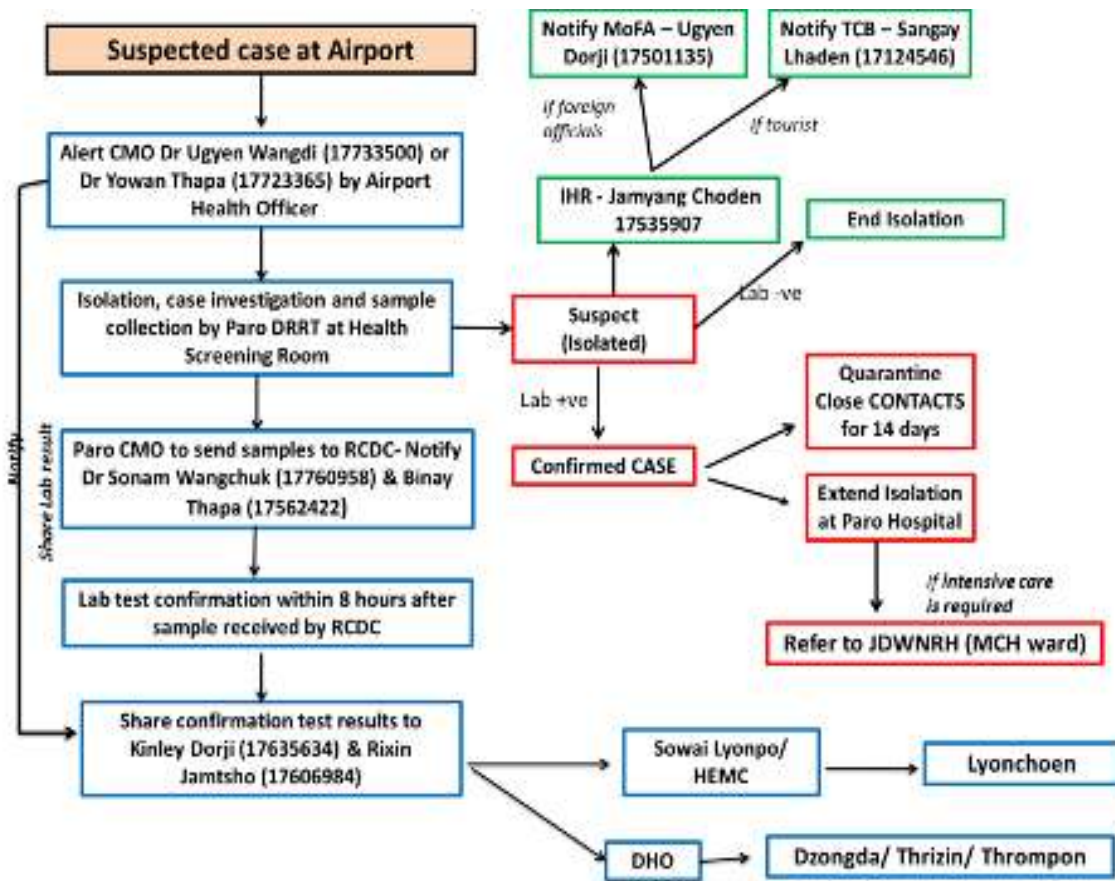 Suspected case at Airport
Alert CMO Dr Ugyen Wangdi (17733500) or
Dr Yowan Thapa (17723365) by Airport
Health Officer
Isolation, case investigation and sample
collection by Paro DRRT at Health
Screening Room
Paro CMO to send samples to RCDC- Notify
Dr Sonam Wangchuk (17760958) & Binay
Thapa (17562422)
Lab test confirmation within 8 hours after
sample received by RCDC
Share confirmation test results to
Kinley Dorji (17635634) & Rixin
Jamtsho (17606984)
Notify
Share Lab result
Notify MoFA – Ugyen
Dorji (17501135)
Notify TCB – Sangay
Lhaden (17124546)
If foreign
officials
If tourist
IHR - Jamyang Choden
17535907
End Isolation
Suspect
(Isolated)
Lab -ve
Lab +ve
Confirmed CASE
Quarantine
Close CONTACTS
for 14 days
Extend Isolation
at Paro Hospital
If Intensive care
is required
Refer to JDWNRH (MCH ward)
Sowai Lyonpo/
HEMC
Lyonchoen
DHO
Dzongda/ Thrizin/ Thrompon